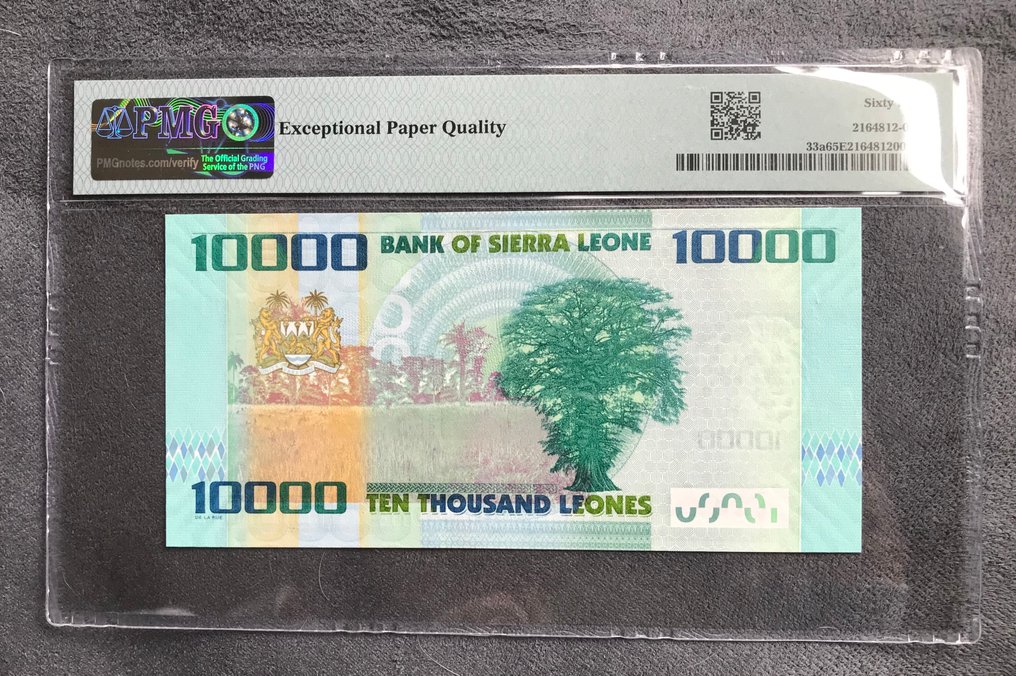 PMG
PMGnotes.com/verify
The Official Grading
Service of the PNG
Exceptional Paper Quality
Sixty
2164812-0
33a65E216481200
10000 BANK OF SIERRA LEONE 10000
00001
10000 TEN THOUSAND LEONES
DE LA RUE